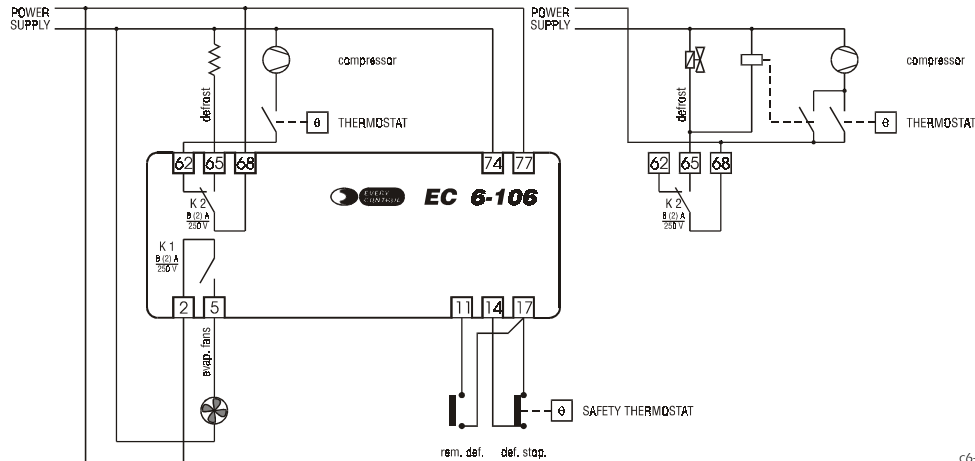 POWER
SUPPLY
compressor
defrost
θ THERMOSTAT
62 65 68 74 77
EVERY
CONTROL
EC 6-106
K 2
8 (2) A
250 V
K 1
8 (2) A
250 V
2 5 11 14 17
evap. fans
θ SAFETY THERMOSTAT
rem. def. def. stop.
POWER
SUPPLY
compressor
defrost
θ THERMOSTAT
62 65 68
K 2
8 (2) A
250 V
c6-